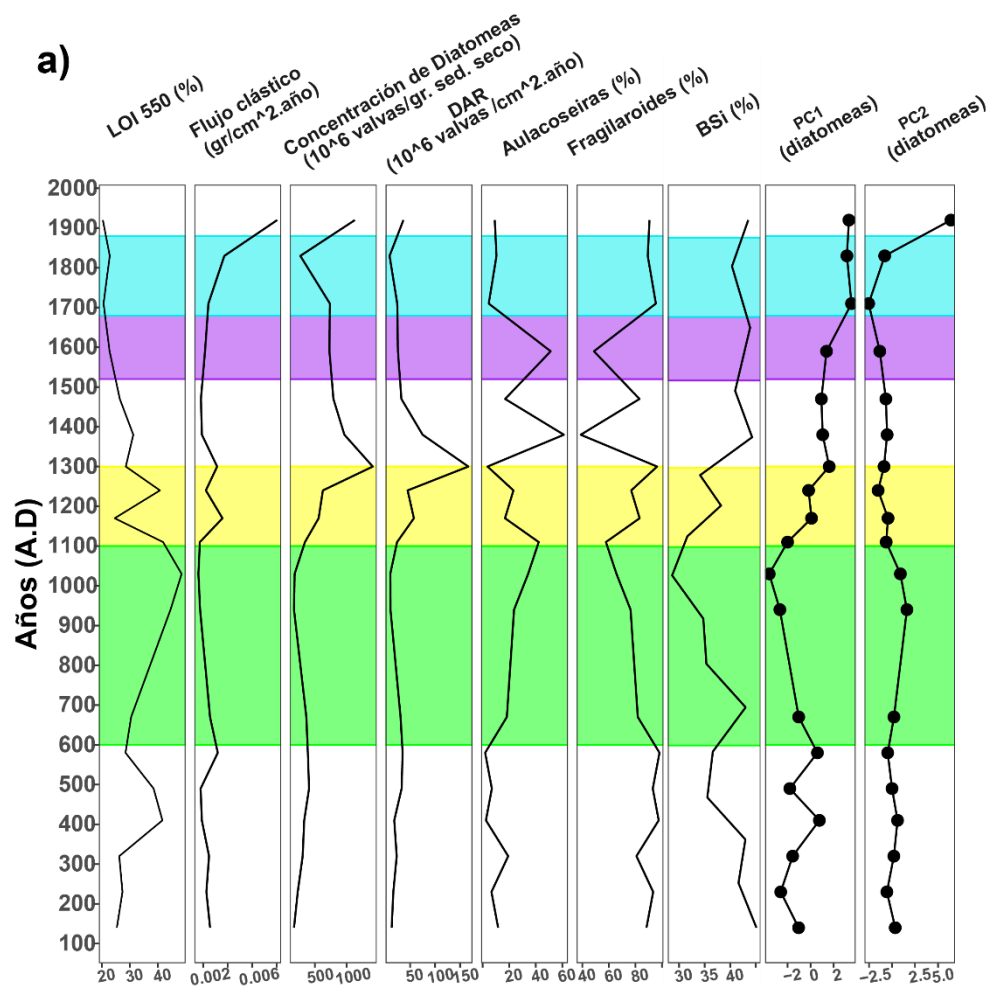 a)
LOI 550 (%)
Flujo clástico
(gr/cm^2.año)
Concentración de Diatomeas
(10^6 valvas/gr. sed. seco)
DAR
(10^6 valvas /cm^2.año)
Aulacoseiras (%)
Fragilaroides (%)
BSi (%)
PC1
(diatomeas)
PC2
(diatomeas)
Años (A.D)
2000
1900
1800
1700
1600
1500
1400
1300
1200
1100
1000
900
800
700
600
500
400
300
200
100
20 30 40
0.002 0.006
500 1000
50 100 150
20 40 60
40 60 80 100
30 35 40 45
-2 0 2
-2.5 2.5 5.0